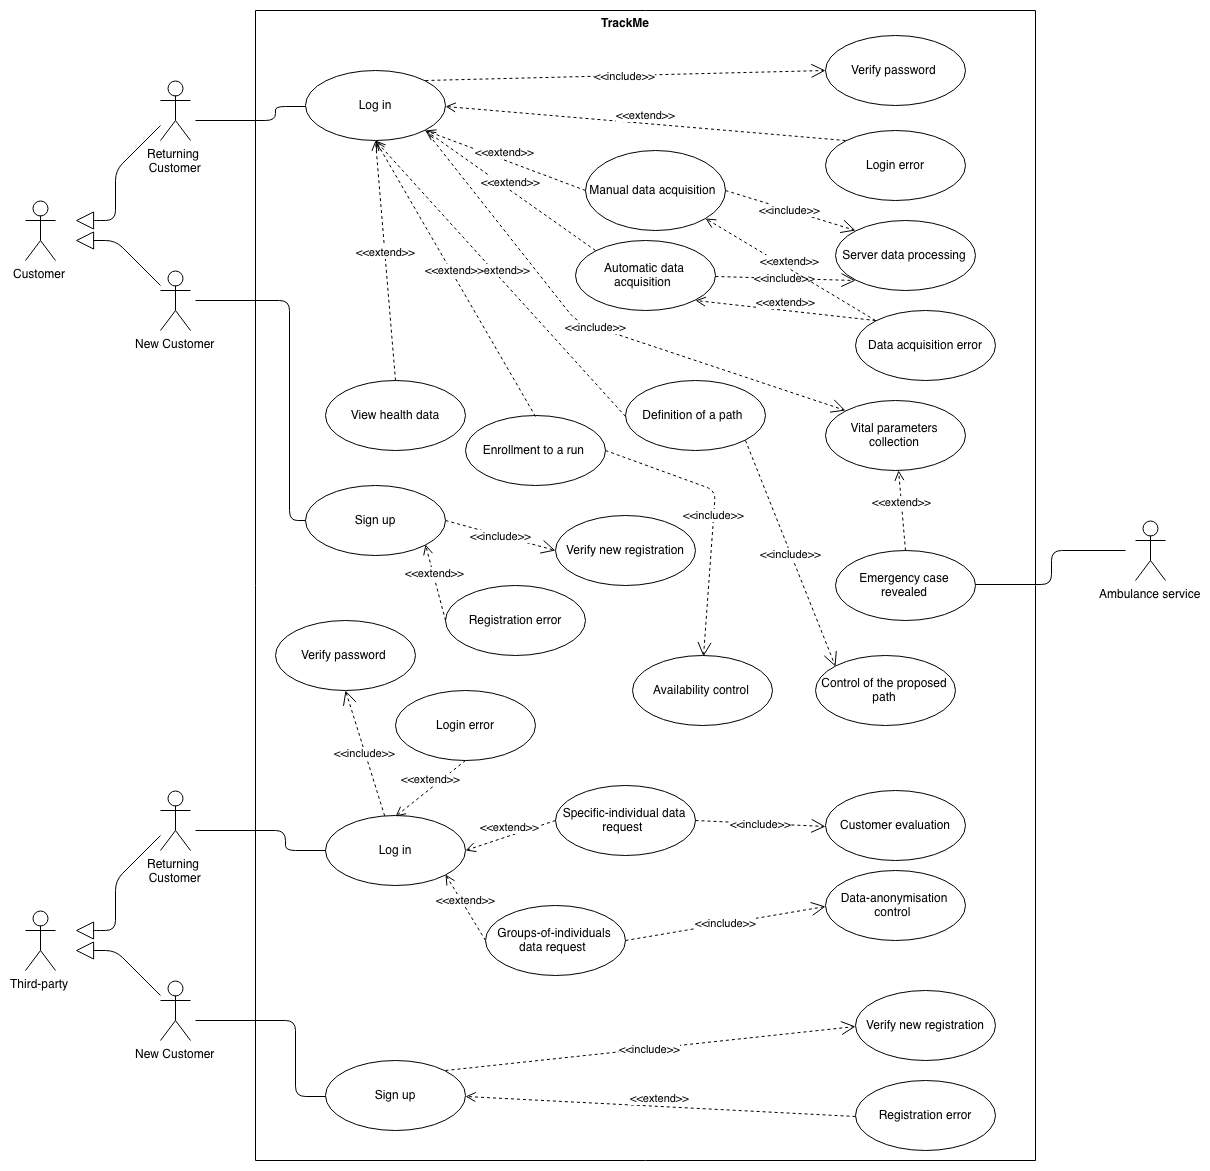 TrackMe
Verify password
<<include>>
Log in
<<extend>>
Login error
Returning
Customer
<<extend>>
Manual data acquisition
<<extend>>
<<include>>
Customer
<<extend>>
Server data processing
<<extend>>
Automatic data
acquisition
<<include>>
<<extend>>extend>>
<<extend>>
<<include>>
New Customer
Data acquisition error
View health data
Definition of a path
Vital parameters
collection
Enrollment to a run
<<extend>>
Sign up
<<include>>
<<include>>
Verify new registration
<<include>>
<<extend>>
Emergency case
revealed
Ambulance service
Registration error
Verify password
Availability control
Control of the proposed
path
Login error
<<include>>
<<extend>>
Specific-individual data
request
<<extend>>
<<include>>
Customer evaluation
Log in
Returning
Customer
<<extend>>
Data-anonymisation
control
Groups-of-individuals
data request
<<include>>
Third-party
New Customer
Verify new registration
<<include>>
Sign up
<<extend>>
Registration error